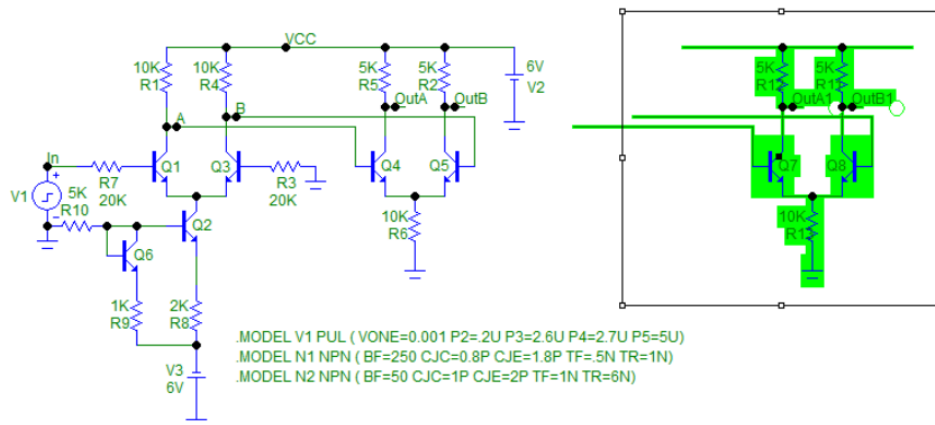 VCC
10K
R1
10K
R4
5K
R5
5K
R2
6V
V2
OutA
OutB
A
B
In
Q1
Q3
Q4
Q5
V1
5K
R10
R7
20K
R3
20K
Q2
Q6
10K
R6
1K
R9
2K
R8
V3
6V
5K
5K
OutA1
OutB1
Q7
Q8
10K
.MODEL V1 PUL ( VONE=0.001 P2=.2U P3=2.6U P4=2.7U P5=5U)
.MODEL N1 NPN ( BF=250 CJC=0.8P CJE=1.8P TF=.5N TR=1N)
.MODEL N2 NPN ( BF=50 CJC=1P CJE=2P TF=1N TR=6N)